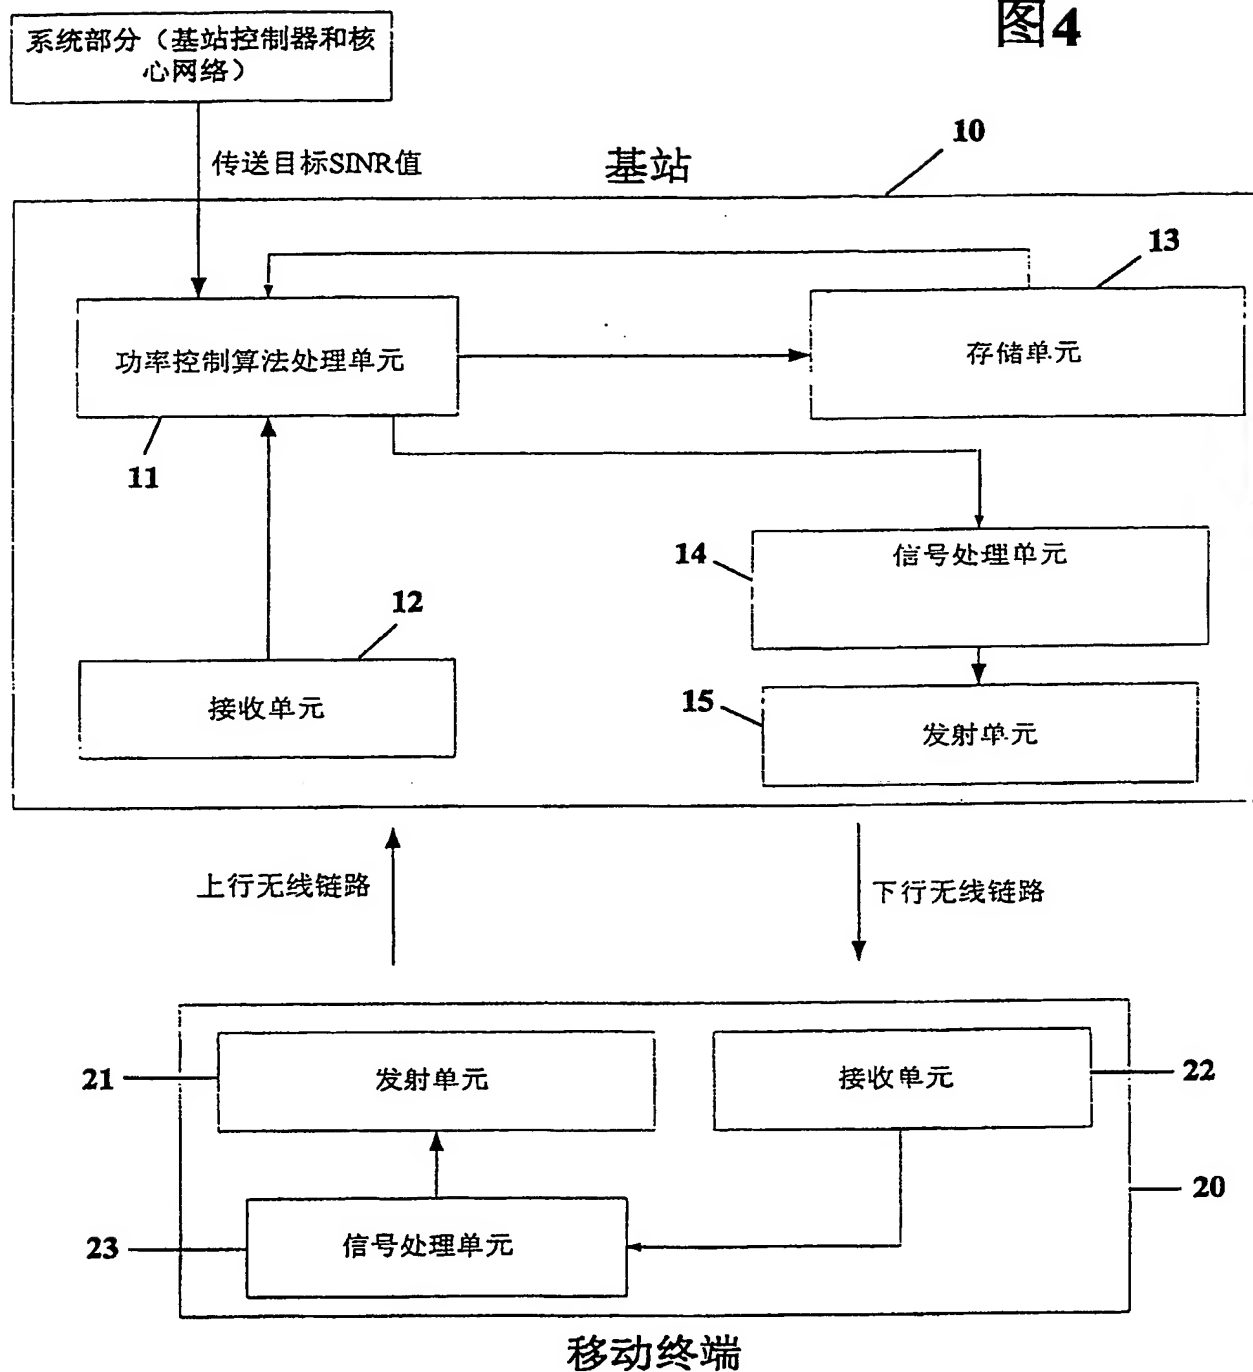 图4
系统部分（基站控制器和核
心网络）
传送目标SINR值
基站
10
13
功率控制算法处理单元
存储单元
11
14
信号处理单元
12
接收单元
15
发射单元
上行无线链路
下行无线链路
21
发射单元
接收单元
22
20
23
信号处理单元
移动终端